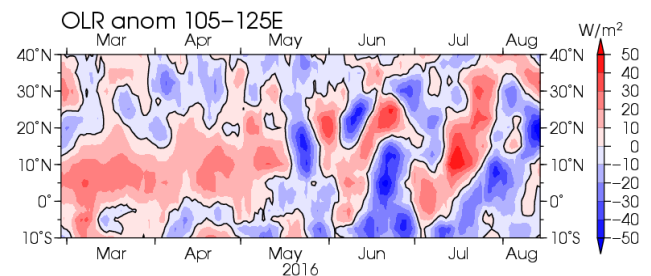 OLR anom 105−125E
W/m²
Mar Apr May Jun Jul Aug
40°N 40°N 50
30°N 30°N 40
20°N 20°N 30
10°N 10°N 20
0° 0° 10
10°S 10°S 0
−10
−20
−30
−40
−50
Mar Apr May Jun Jul Aug
2016